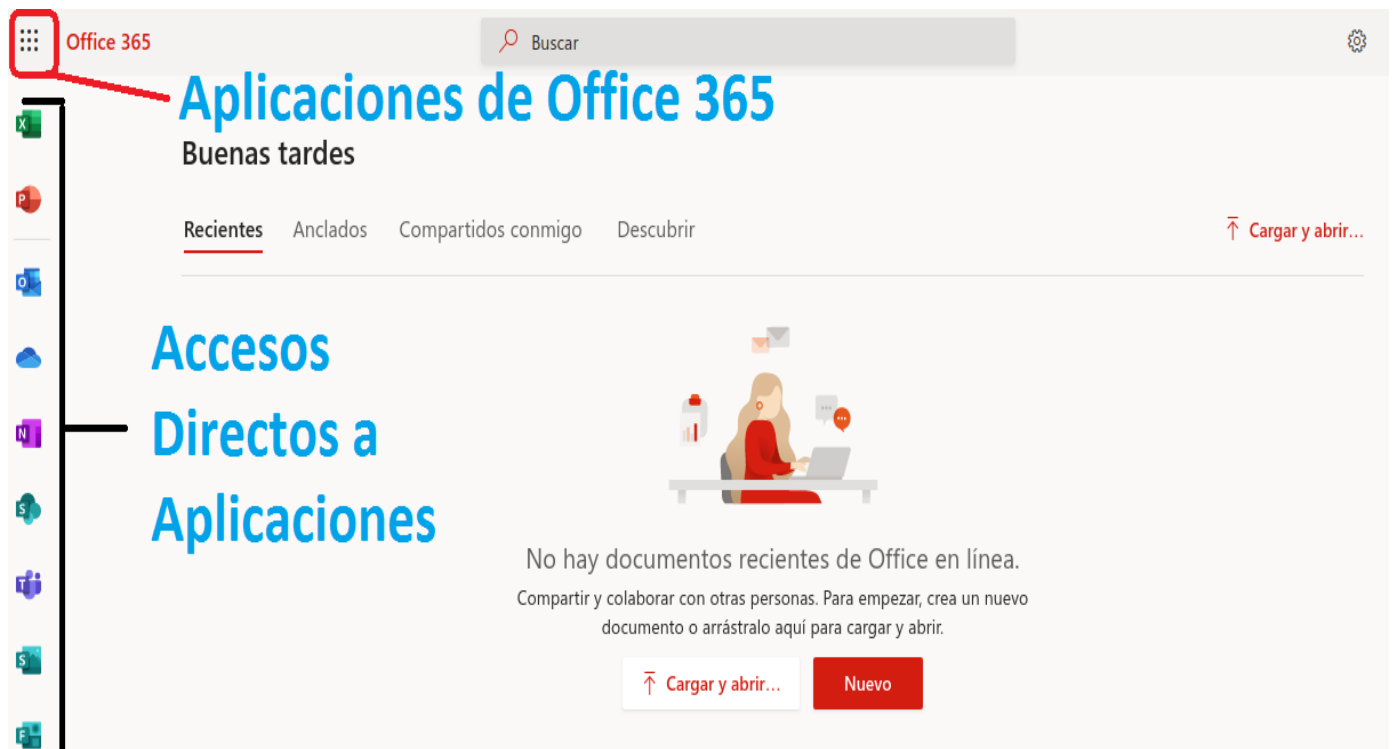 Office 365
Buscar
Aplicaciones de Office 365
Buenas tardes
Recientes Anclados Compartidos conmigo Descubrir
Cargar y abrir...
X
P
O
N
S
T
S
F
Accesos
Directos a
Aplicaciones
No hay documentos recientes de Office en línea.
Compartir y colaborar con otras personas. Para empezar, crea un nuevo
documento o arrástralo aquí para cargar y abrir.
Cargar y abrir... Nuevo